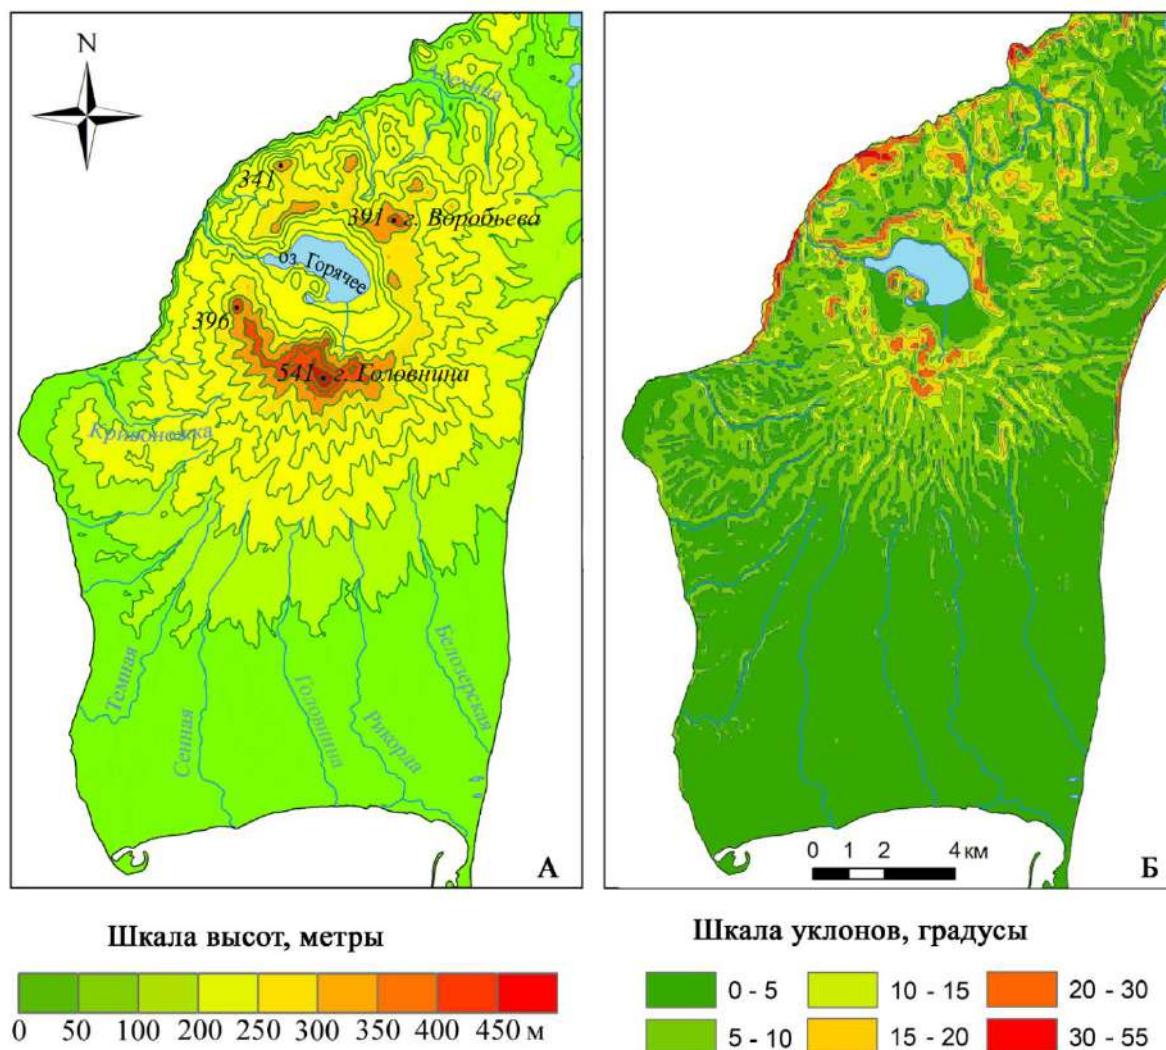 N
Алехина
341
391
г. Воробьева
оз. Горячее
396
541
г. Головнина
Кривоножка
Темная
Сенная
Головнина
Рикорда
Белозерская
А
0 1 2 4 км
Б
Шкала высот, метры
0 50 100 200 250 300 350 400 450 м
Шкала уклонов, градусы
0 - 5 10 - 15 20 - 30
5 - 10 15 - 20 30 - 55